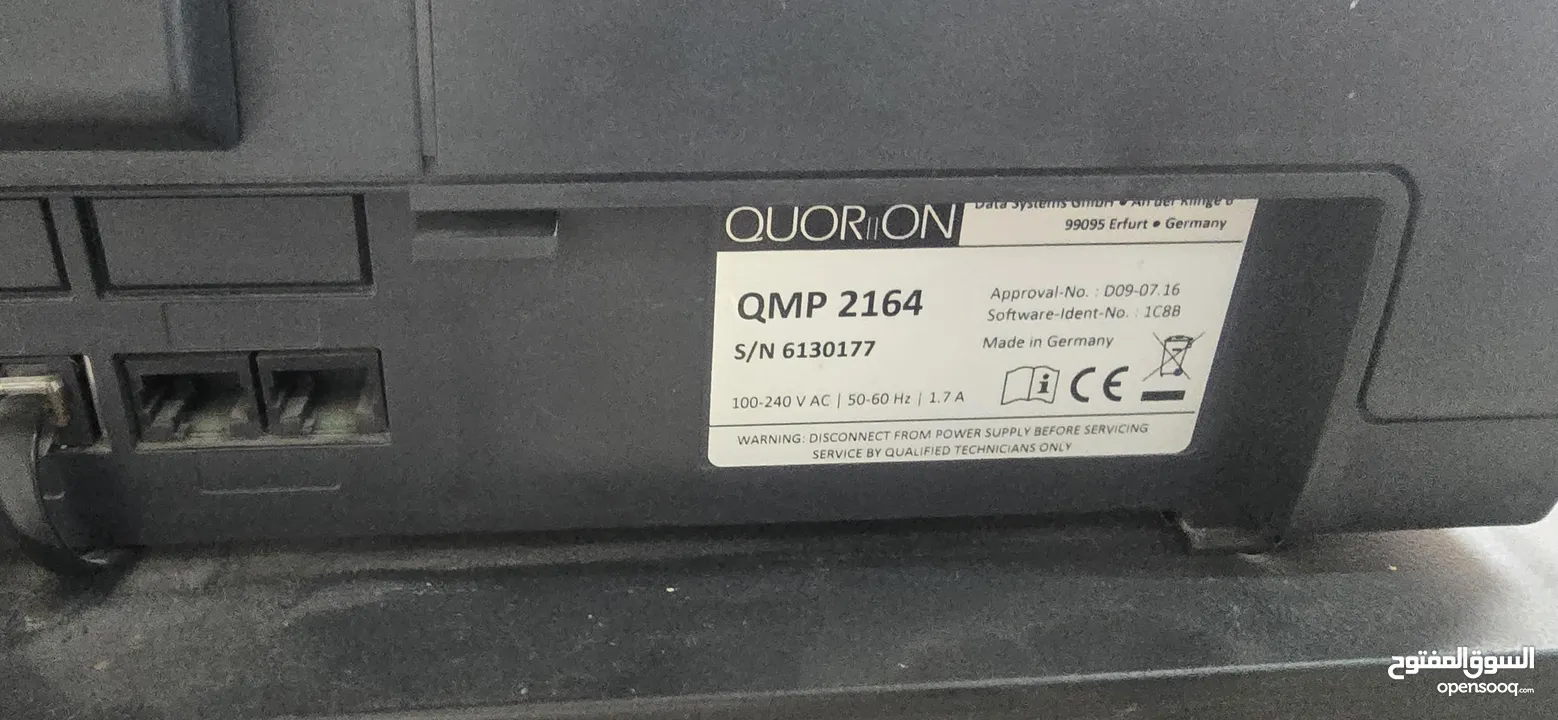 QUORiiON
Data Systems GmbH • An der Klinge 6
99095 Erfurt • Germany
QMP 2164
S/N 6130177
Approval-No. : D09-07.16
Software-Ident-No. : 1C8B
Made in Germany
100-240 V AC | 50-60 Hz | 1.7 A
i
CE
WARNING: DISCONNECT FROM POWER SUPPLY BEFORE SERVICING
SERVICE BY QUALIFIED TECHNICIANS ONLY
السوق المفتوح
opensooq.com